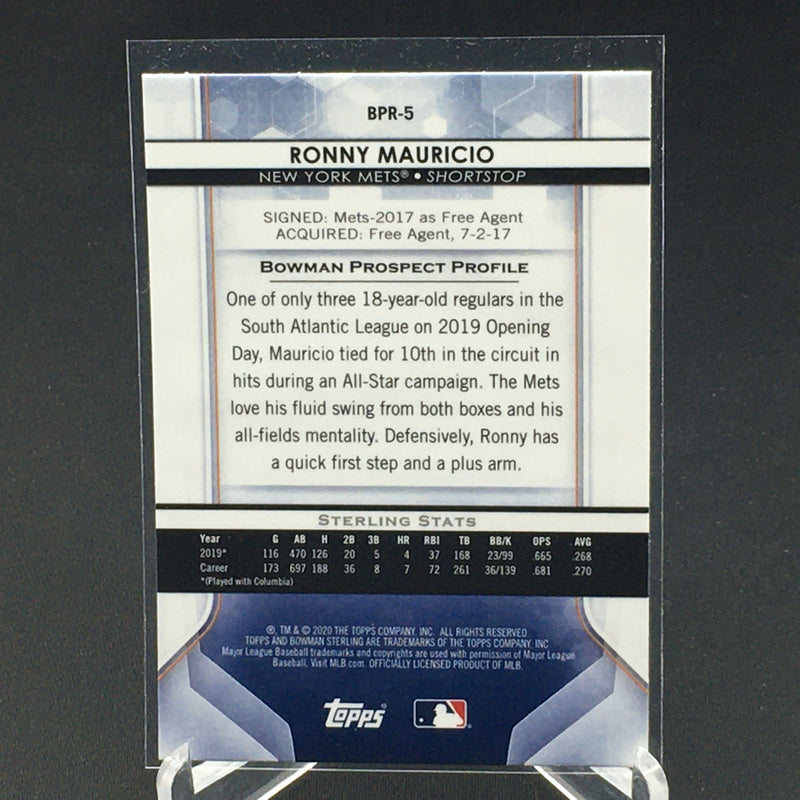 BPR-5
RONNY MAURICIO
NEW YORK METS® • SHORTSTOP
SIGNED: Mets-2017 as Free Agent
ACQUIRED: Free Agent, 7-2-17
BOWMAN PROSPECT PROFILE
One of only three 18-year-old regulars in the
South Atlantic League on 2019 Opening
Day, Mauricio tied for 10th in the circuit in
hits during an All-Star campaign. The Mets
love his fluid swing from both boxes and his
all-fields mentality. Defensively, Ronny has
a quick first step and a plus arm.
STERLING STATS
Year G AB H 2B 3B HR RBI TB BB/K OPS AVG
2019* 116 470 126 20 5 4 37 168 23/99 .665 .268
Career 173 697 188 36 8 7 72 261 36/139 .681 .270
*(Played with Columbia)
®, TM & © 2020 THE TOPPS COMPANY, INC. ALL RIGHTS RESERVED.
TOPPS AND BOWMAN STERLING ARE TRADEMARKS OF THE TOPPS COMPANY, INC.
Major League Baseball trademarks and copyrights are used with permission of Major League
Baseball. Visit MLB.com. OFFICIALLY LICENSED PRODUCT OF MLB.
topps